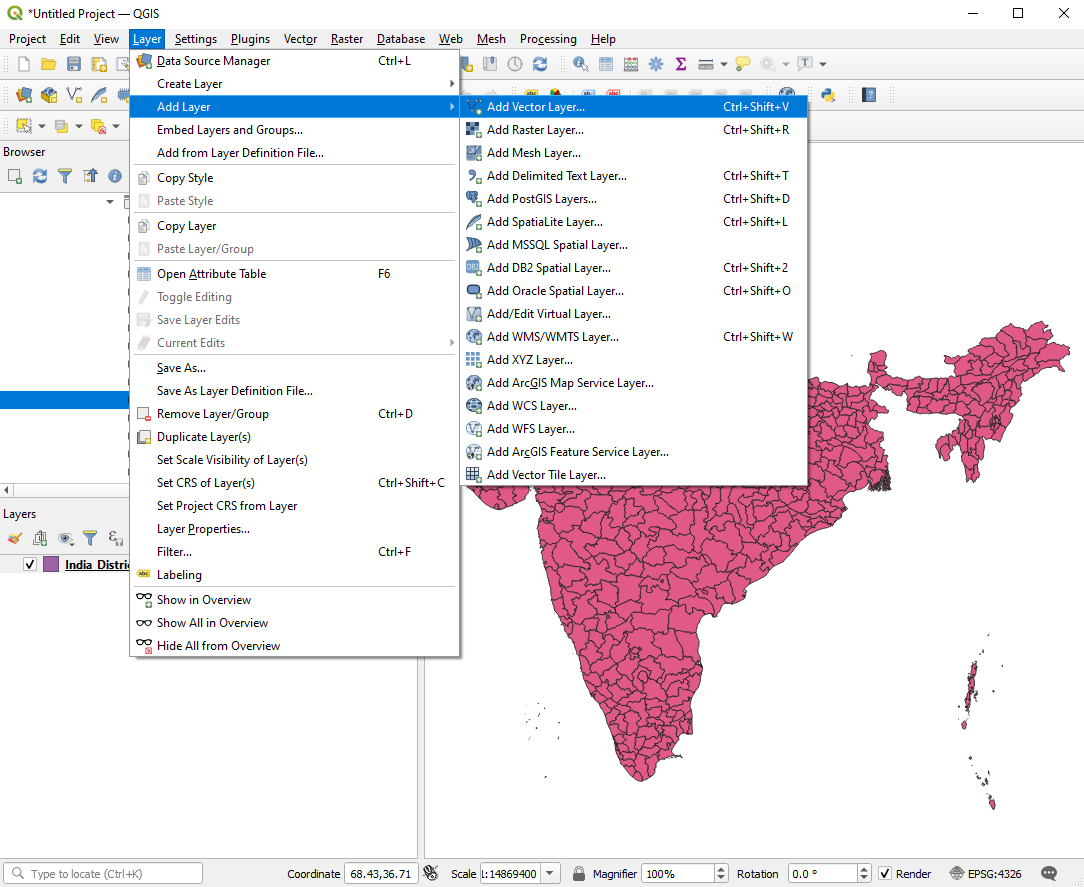 *Untitled Project — QGIS
Project Edit View Layer Settings Plugins Vector Raster Database Web Mesh Processing Help
Data Source Manager Ctrl+L
Create Layer
Add Layer
Embed Layers and Groups...
Add from Layer Definition File...
Copy Style
Paste Style
Copy Layer
Paste Layer/Group
Open Attribute Table F6
Toggle Editing
Save Layer Edits
Current Edits
Save As...
Save As Layer Definition File...
Remove Layer/Group Ctrl+D
Duplicate Layer(s)
Set Scale Visibility of Layer(s)
Set CRS of Layer(s) Ctrl+Shift+C
Set Project CRS from Layer
Layer Properties...
Filter... Ctrl+F
abc Labeling
Show in Overview
Show All in Overview
Hide All from Overview
Add Vector Layer... Ctrl+Shift+V
Add Raster Layer... Ctrl+Shift+R
Add Mesh Layer...
Add Delimited Text Layer... Ctrl+Shift+T
Add PostGIS Layers... Ctrl+Shift+D
Add SpatiaLite Layer... Ctrl+Shift+L
Add MSSQL Spatial Layer...
DB2 Add DB2 Spatial Layer... Ctrl+Shift+2
Add Oracle Spatial Layer... Ctrl+Shift+O
Add/Edit Virtual Layer...
Add WMS/WMTS Layer... Ctrl+Shift+W
Add XYZ Layer...
Add ArcGIS Map Service Layer...
Add WCS Layer...
Add WFS Layer...
Add ArcGIS Feature Service Layer...
Add Vector Tile Layer...
Browser
Layers
India_Distri
Type to locate (Ctrl+K)
Coordinate 68.43,36.71
Scale 1:14869400
Magnifier 100%
Rotation 0.0 °
Render
EPSG:4326